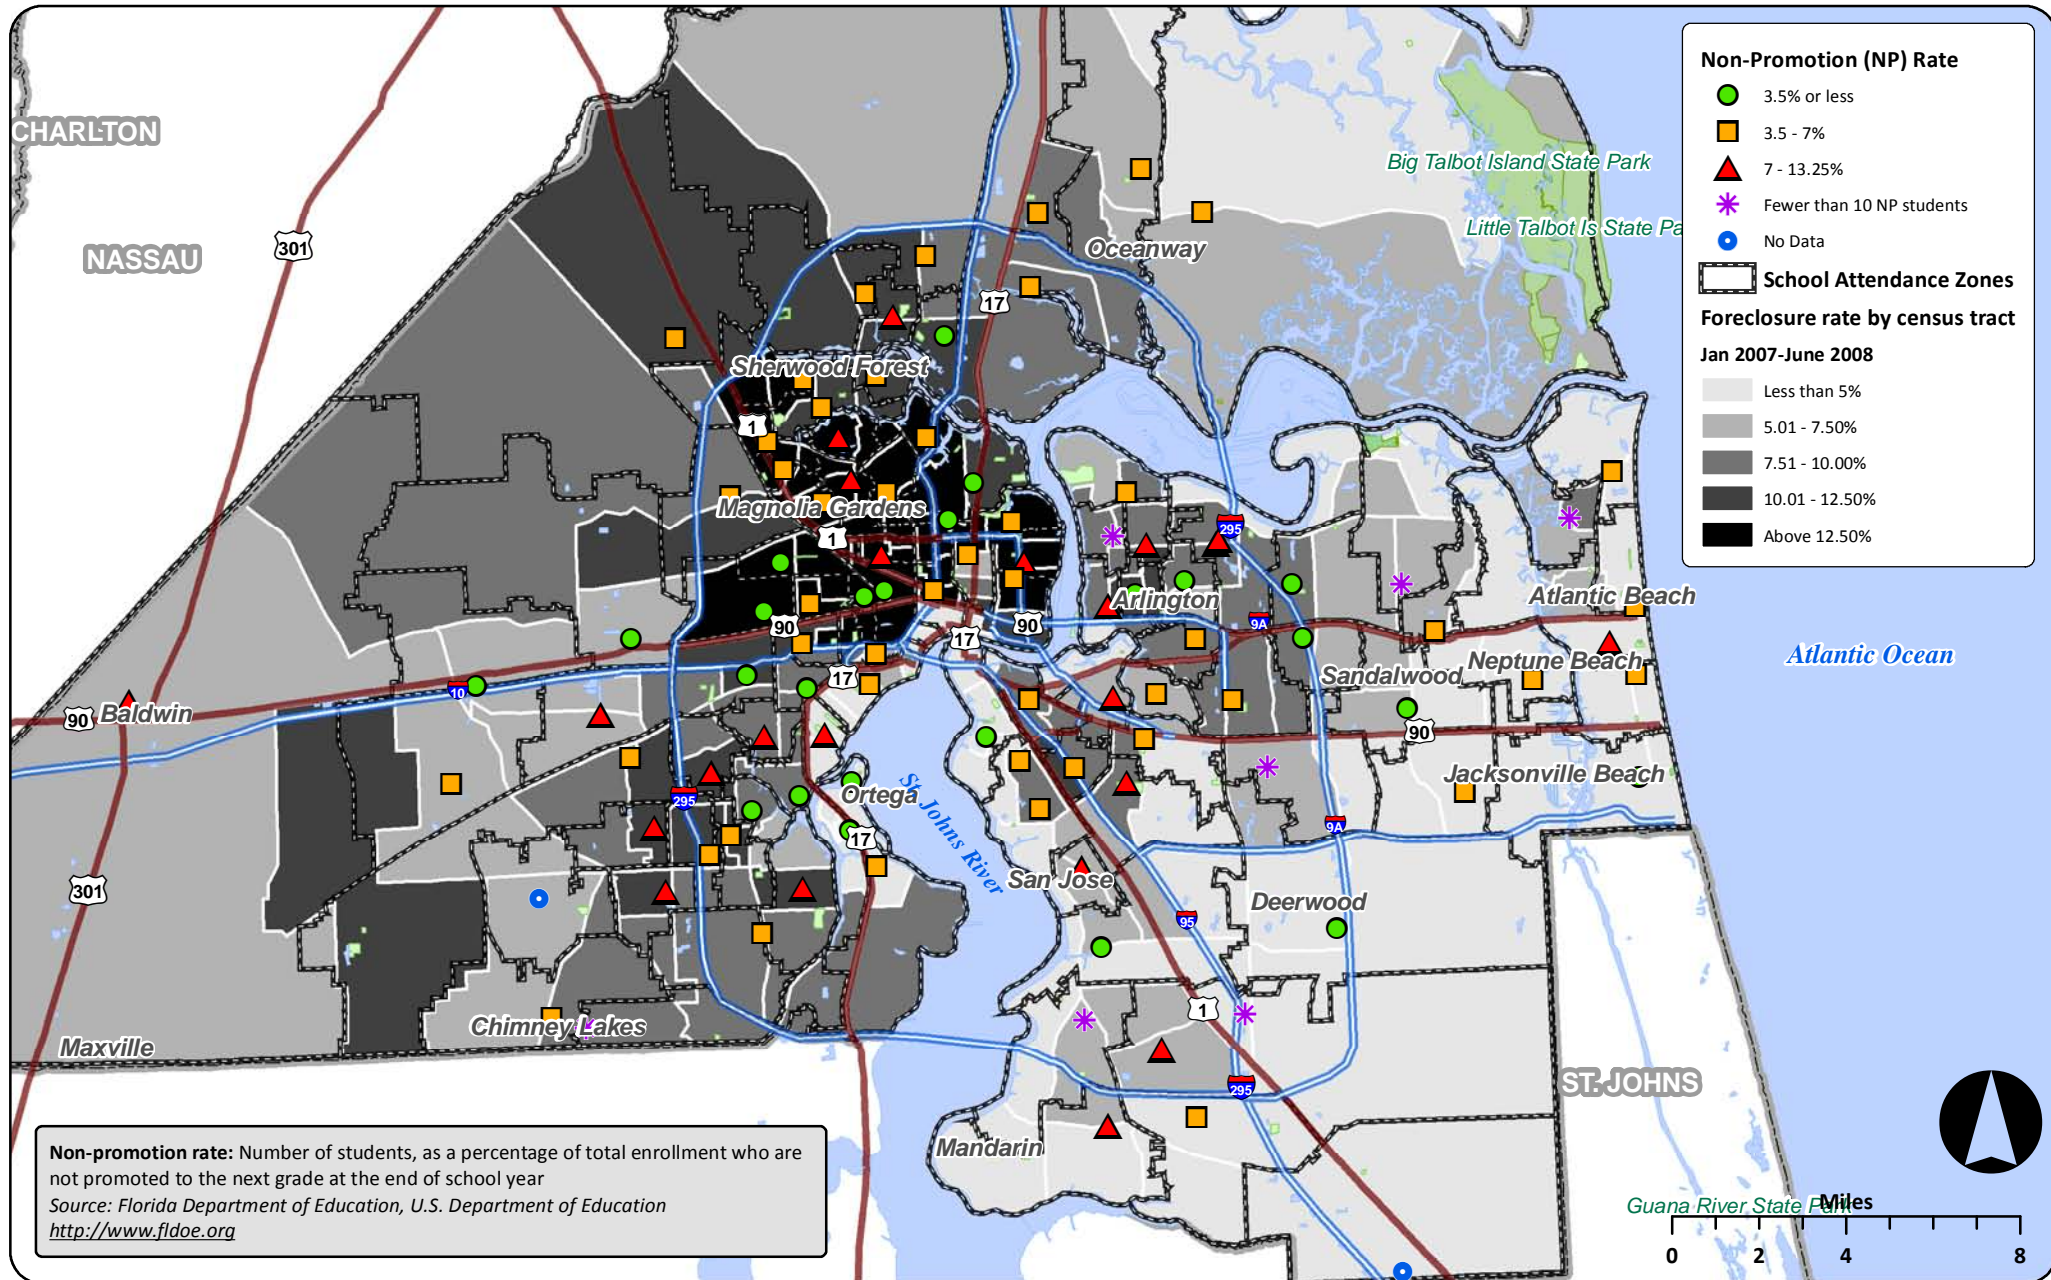 Non-Promotion (NP) Rate
3.5% or less
3.5 - 7%
7 - 13.25%
Fewer than 10 NP students
No Data
School Attendance Zones
Foreclosure rate by census tract
Jan 2007-June 2008
Less than 5%
5.01 - 7.50%
7.51 - 10.00%
10.01 - 12.50%
Above 12.50%
CHARLTON
NASSAU
301
Big Talbot Island State Park
Little Talbot Is State Pa
Oceanway
17
Sherwood Forest
1
Magnolia Gardens
1
295
Arlington
Atlantic Beach
90
90
9A
17
Sandalwood
Neptune Beach
Atlantic Ocean
17
10
90
Baldwin
90
Jacksonville Beach
295
Ortega
St. Johns River
17
9A
301
San Jose
Deerwood
95
1
Chimney Lakes
Maxville
295
ST. JOHNS
Mandarin
Guana River State Park
Miles
0 2 4 8
Non-promotion rate: Number of students, as a percentage of total enrollment who are
not promoted to the next grade at the end of school year
Source: Florida Department of Education, U.S. Department of Education
http://www.fldoe.org